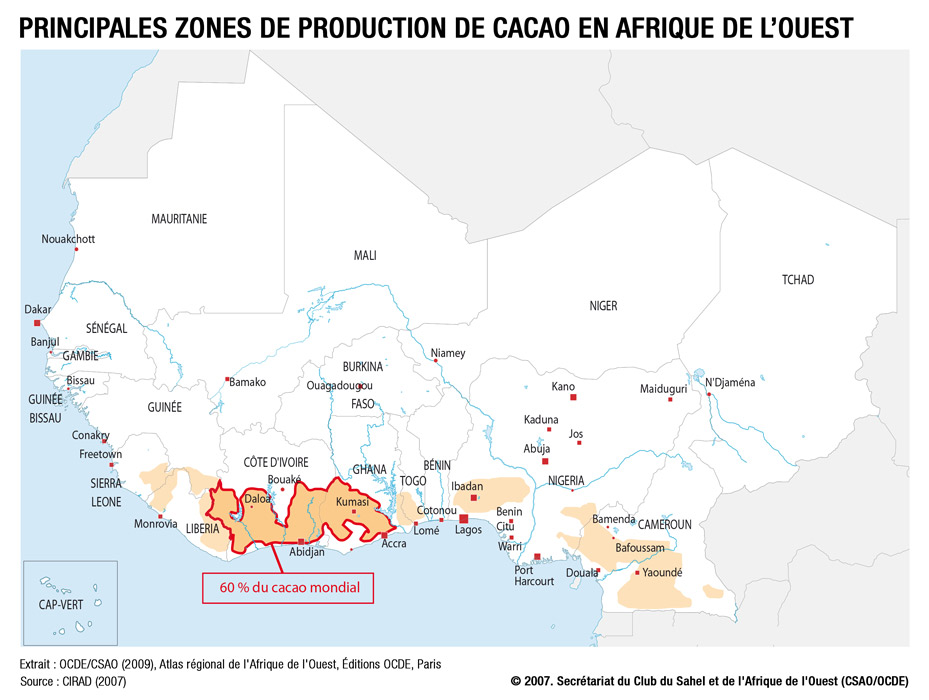 PRINCIPALES ZONES DE PRODUCTION DE CACAO EN AFRIQUE DE L'OUEST
MAURITANIE
Nouakchott
MALI
TCHAD
NIGER
Dakar
SÉNÉGAL
Banjul
GAMBIE
Niamey
BURKINA
Bissau
Bamako
Ouagadougou
Kano
Maiduguri
N'Djaména
GUINÉE
BISSAU
GUINÉE
FASO
Kaduna
Conakry
Jos
Freetown
Abuja
CÔTE D'IVOIRE
GHANA
BÉNIN
SIERRA
LEONE
Bouaké
TOGO
Ibadan
NIGERIA
Daloa
Kumasi
Cotonou
Benin
Citu
Monrovia
LIBERIA
Lomé
Lagos
Bamenda
CAMEROUN
Abidjan
Accra
Warri
Bafoussam
Port
Harcourt
Douala
Yaoundé
60 % du cacao mondial
CAP-VERT
Extrait : OCDE/CSAO (2009), Atlas régional de l'Afrique de l'Ouest, Éditions OCDE, Paris
Source : CIRAD (2007)
© 2007. Secrétariat du Club du Sahel et de l'Afrique de l'Ouest (CSAO/OCDE)